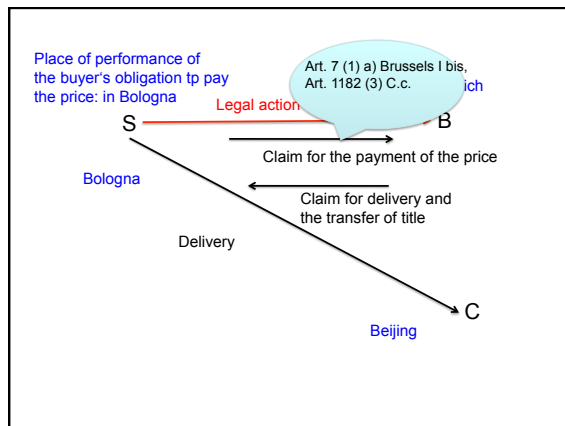 Place of performance of
the buyer‘s obligation tp pay
the price: in Bologna
Art. 7 (1) a) Brussels I bis,
Art. 1182 (3) C.c.
Legal action
S
B
Claim for the payment of the price
Bologna
Claim for delivery and
the transfer of title
Delivery
C
Beijing